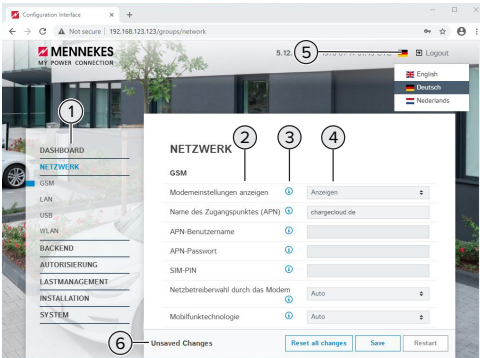 Configuration Interface
Not secure | 192.168.123.123/groups/network
MENNEKES
MY POWER CONNECTION
5.12.
5
Logout
English
Deutsch
Nederlands
1
2
3
4
DASHBOARD
NETZWERK
GSM
LAN
USB
WLAN
BACKEND
AUTORISIERUNG
LASTMANAGEMENT
INSTALLATION
SYSTEM
NETZWERK
GSM
Modemeinstellungen anzeigen
Anzeigen
Name des Zugangspunktes (APN)
chargecloud.de
APN-Benutzername
APN-Passwort
SIM-PIN
Netzbetreiberwahl durch das Modem
Auto
Mobilfunktechnologie
Auto
6
Unsaved Changes
Reset all changes
Save
Restart